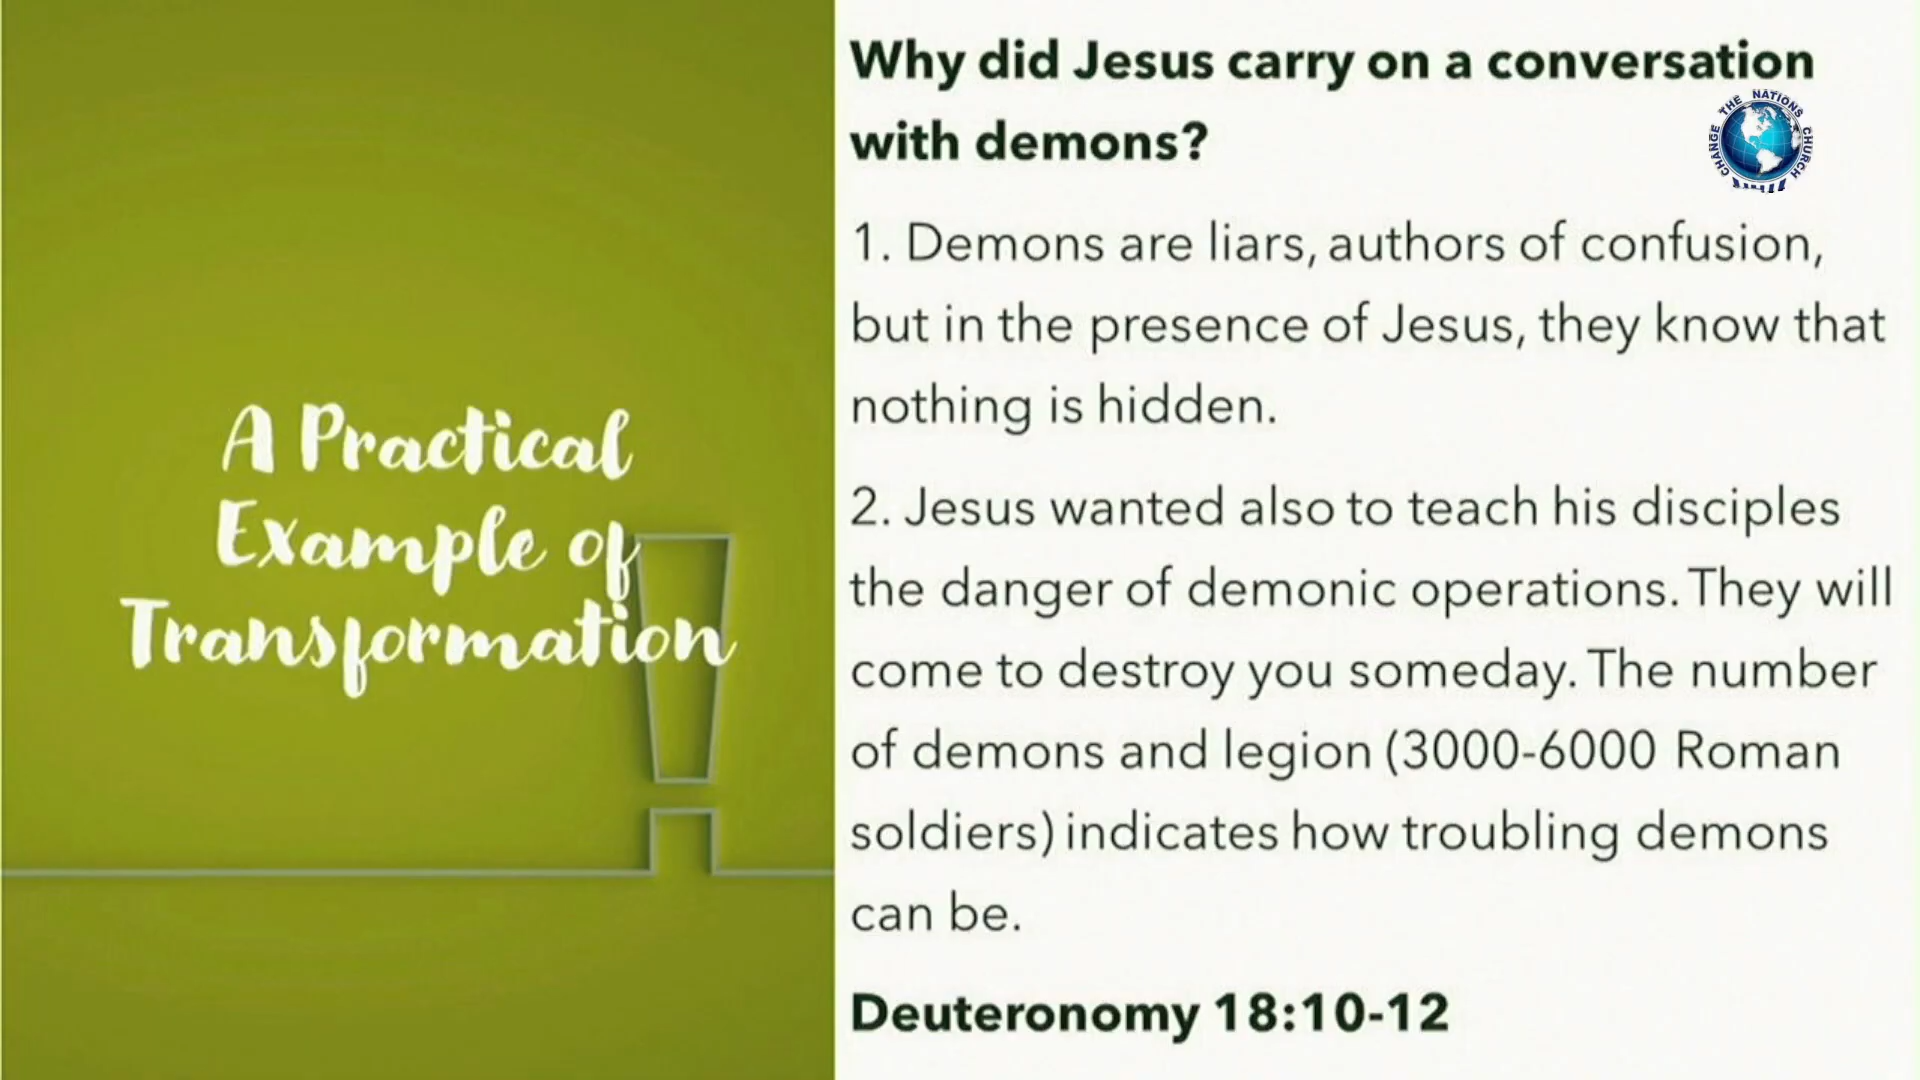 A Practical
Example of
Transformation
Why did Jesus carry on a conversation
with demons?
CHANGE THE NATIONS CHURCH
1. Demons are liars, authors of confusion,
but in the presence of Jesus, they know that
nothing is hidden.
2. Jesus wanted also to teach his disciples
the danger of demonic operations. They will
come to destroy you someday. The number
of demons and legion (3000-6000 Roman
soldiers) indicates how troubling demons
can be.
Deuteronomy 18:10-12